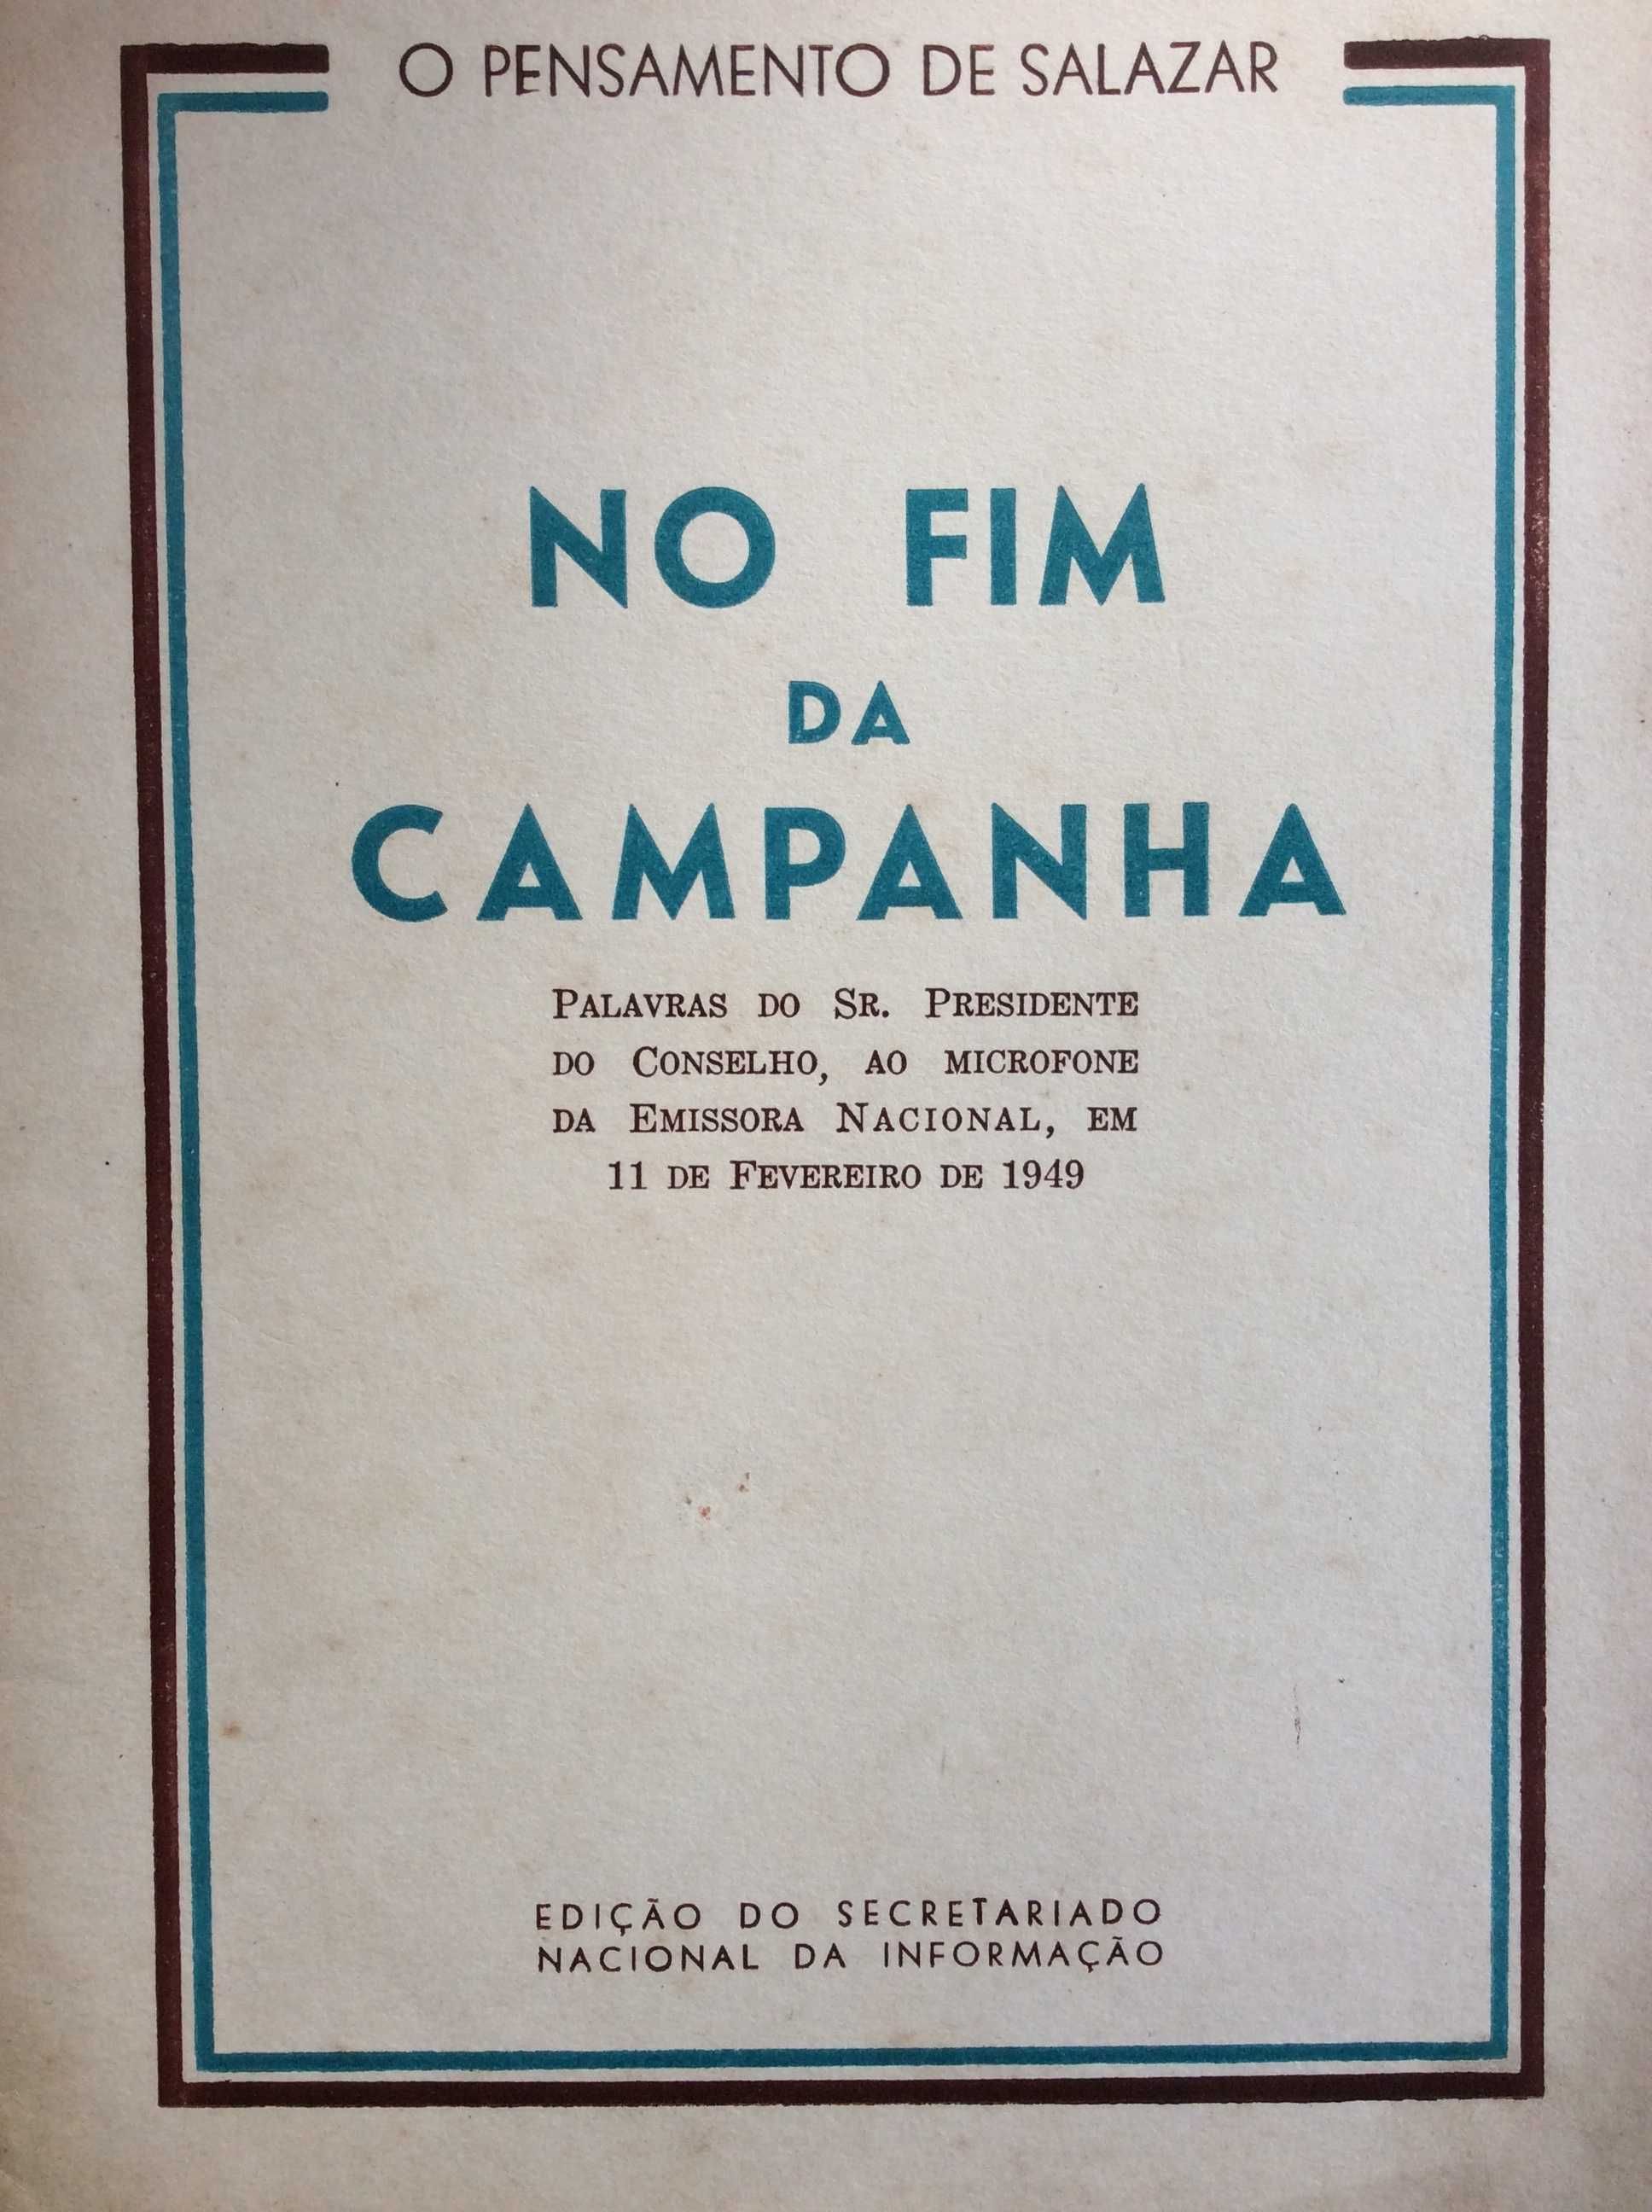 O PENSAMENTO DE SALAZAR
NO FIM
DA
CAMPANHA
PALAVRAS DO SR. PRESIDENTE
DO CONSELHO, AO MICROFONE
DA EMISSORA NACIONAL, EM
11 DE FEVEREIRO DE 1949
EDIÇÃO DO SECRETARIADO
NACIONAL DA INFORMAÇÃO